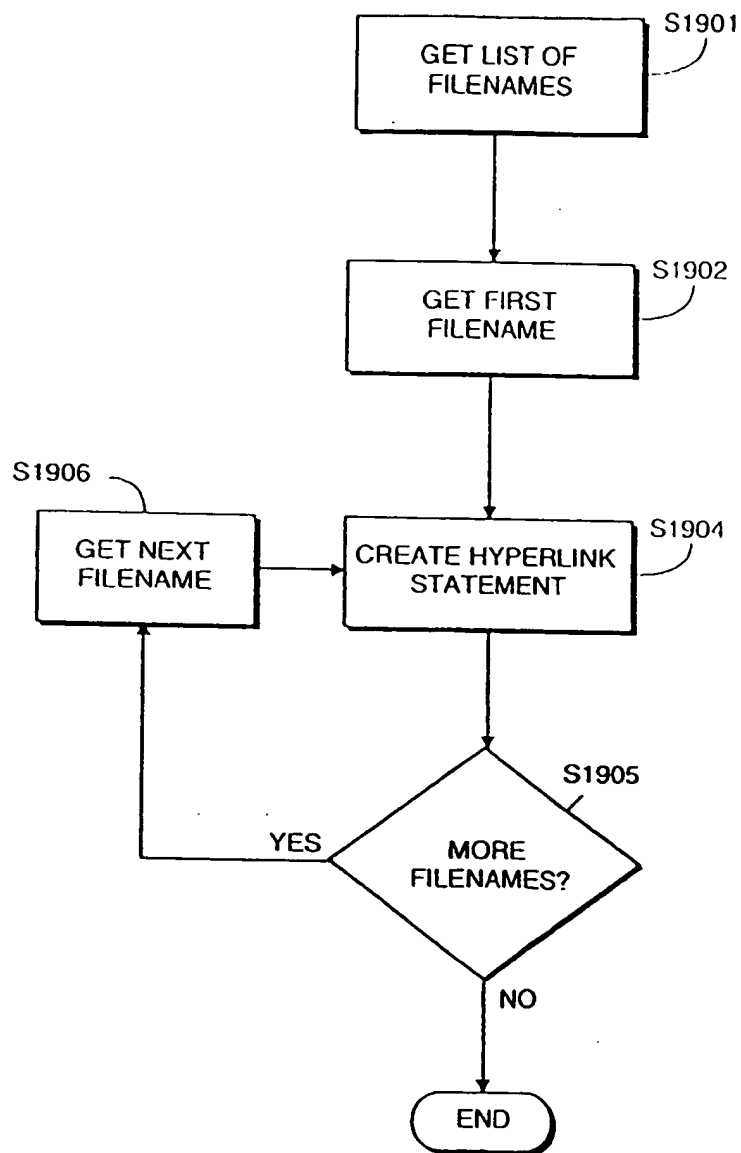 S1901
GET LIST OF
FILENAMES
S1902
GET FIRST
FILENAME
S1906
GET NEXT
FILENAME
S1904
CREATE HYPERLINK
STATEMENT
S1905
YES
MORE
FILENAMES?
NO
END